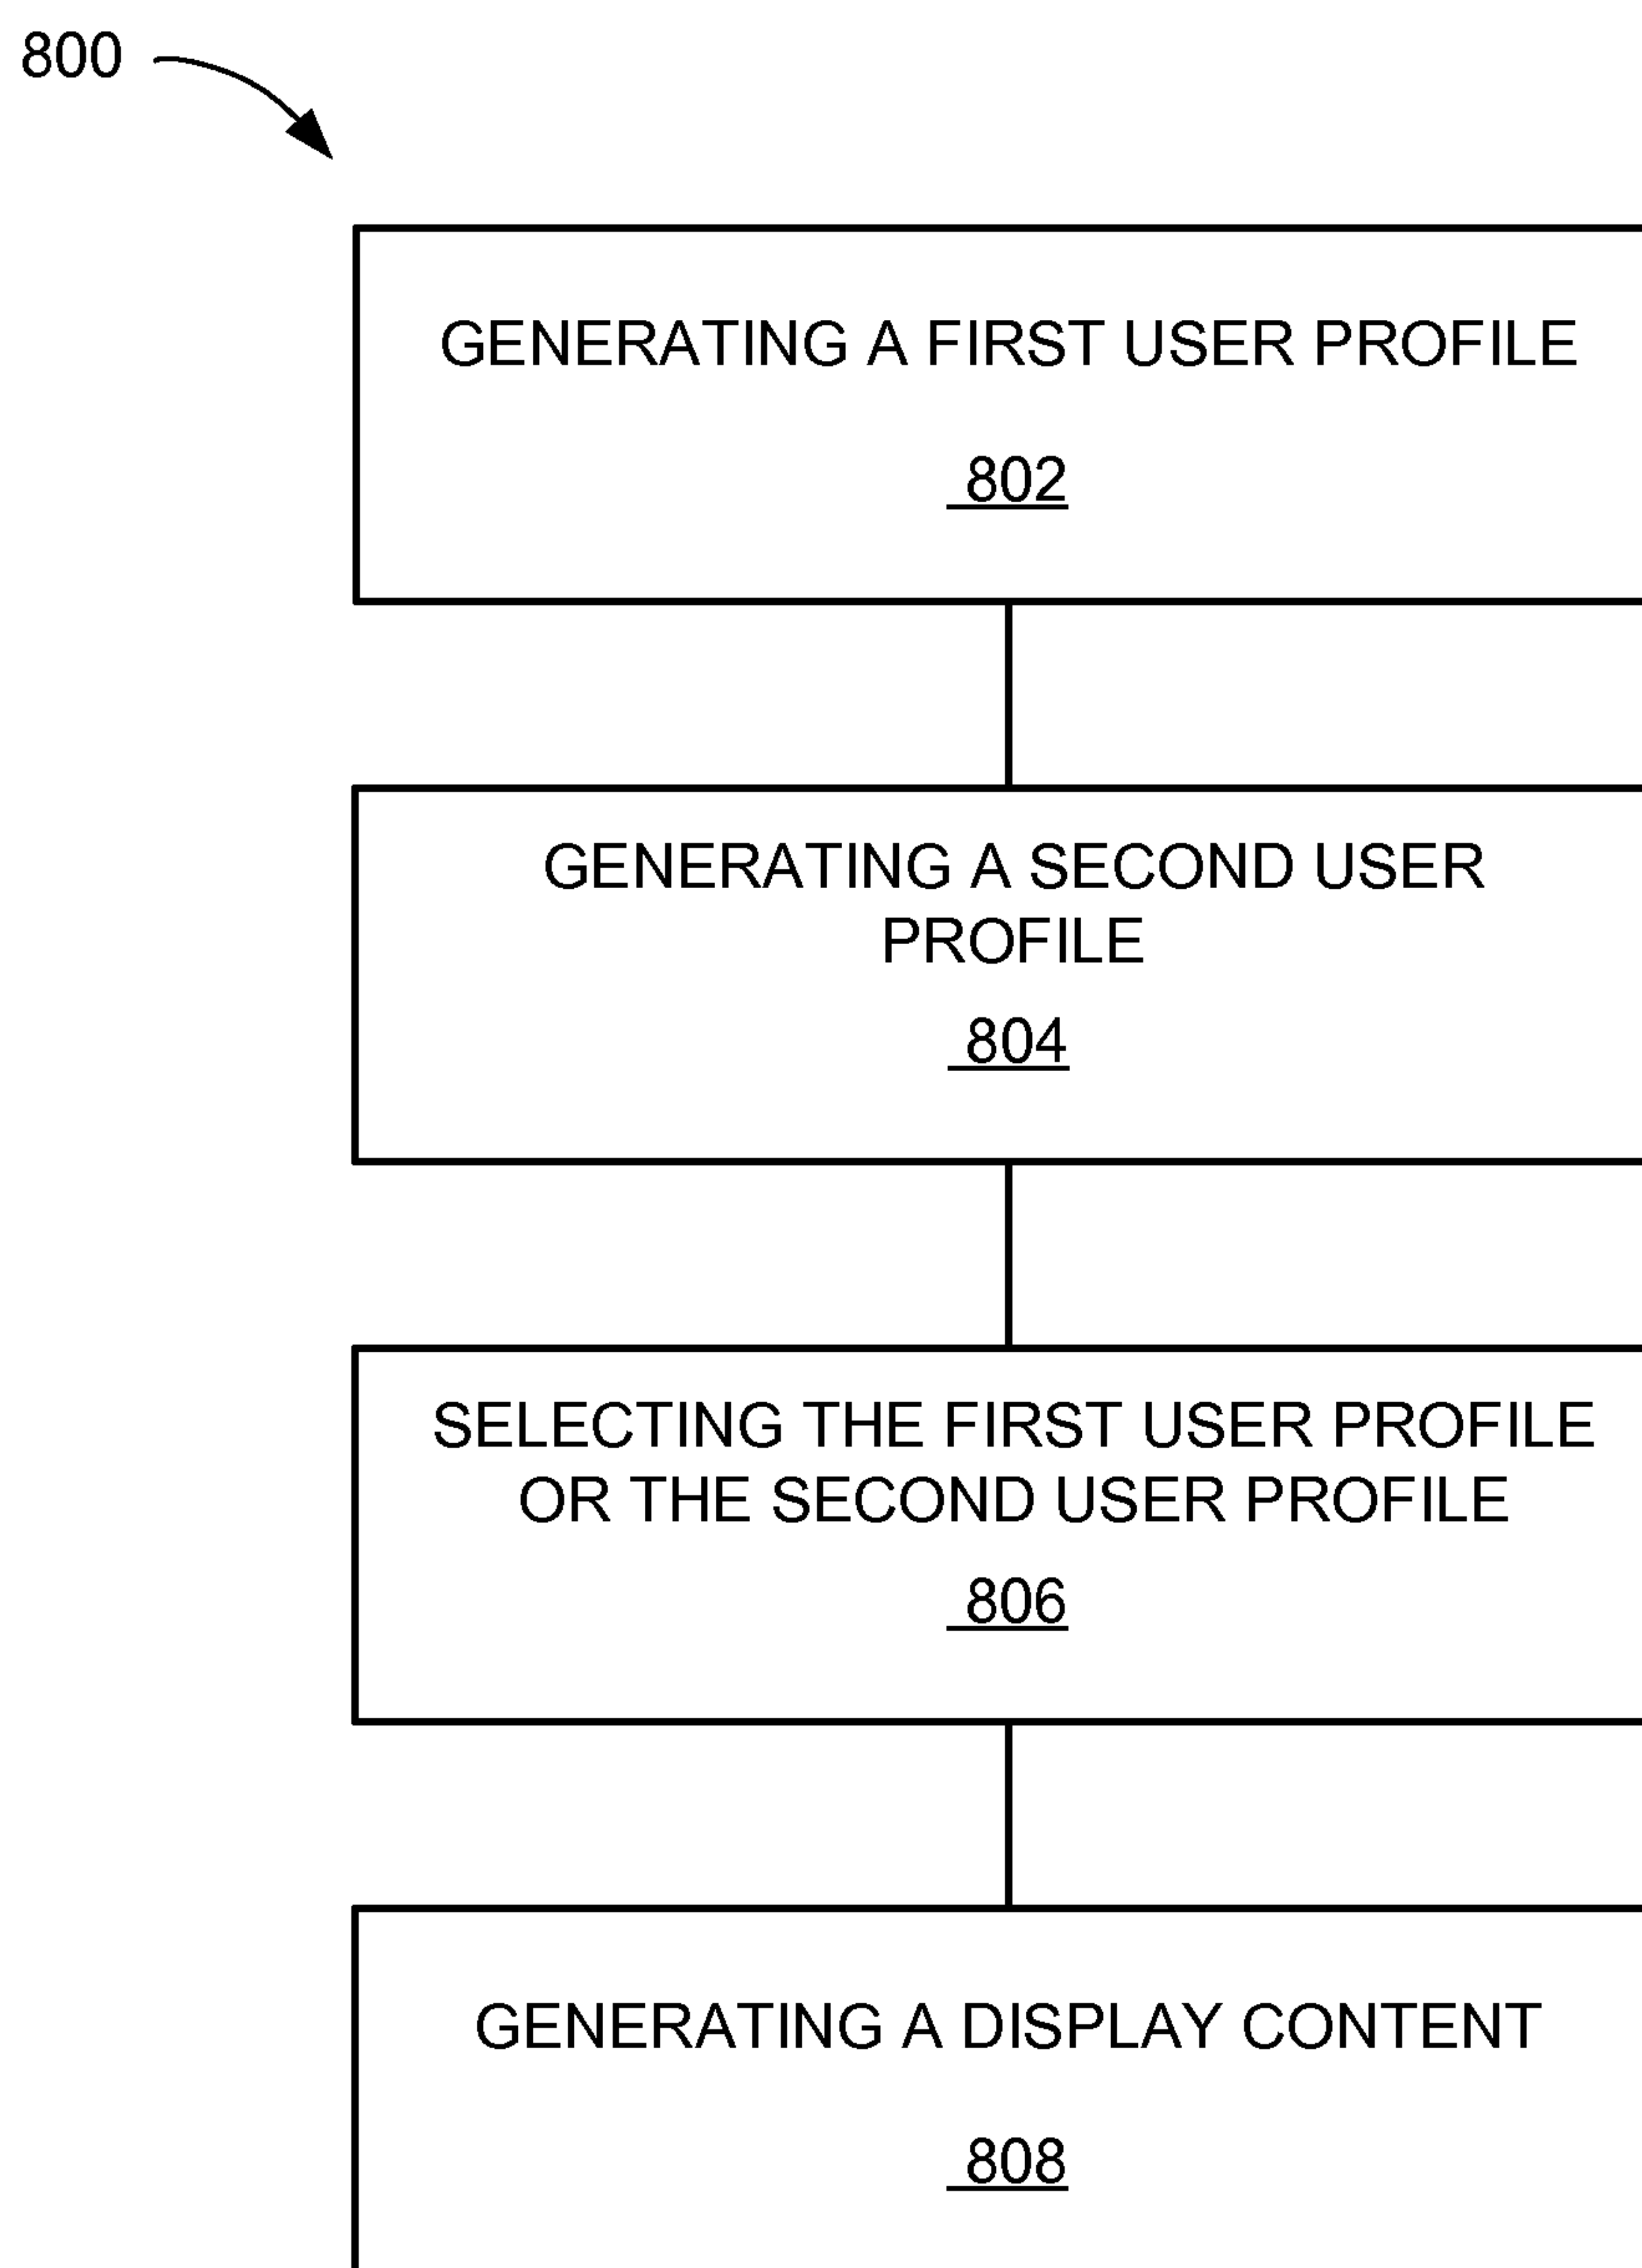 800
GENERATING A FIRST USER PROFILE
802
GENERATING A SECOND USER
PROFILE
804
SELECTING THE FIRST USER PROFILE
OR THE SECOND USER PROFILE
806
GENERATING A DISPLAY CONTENT
808